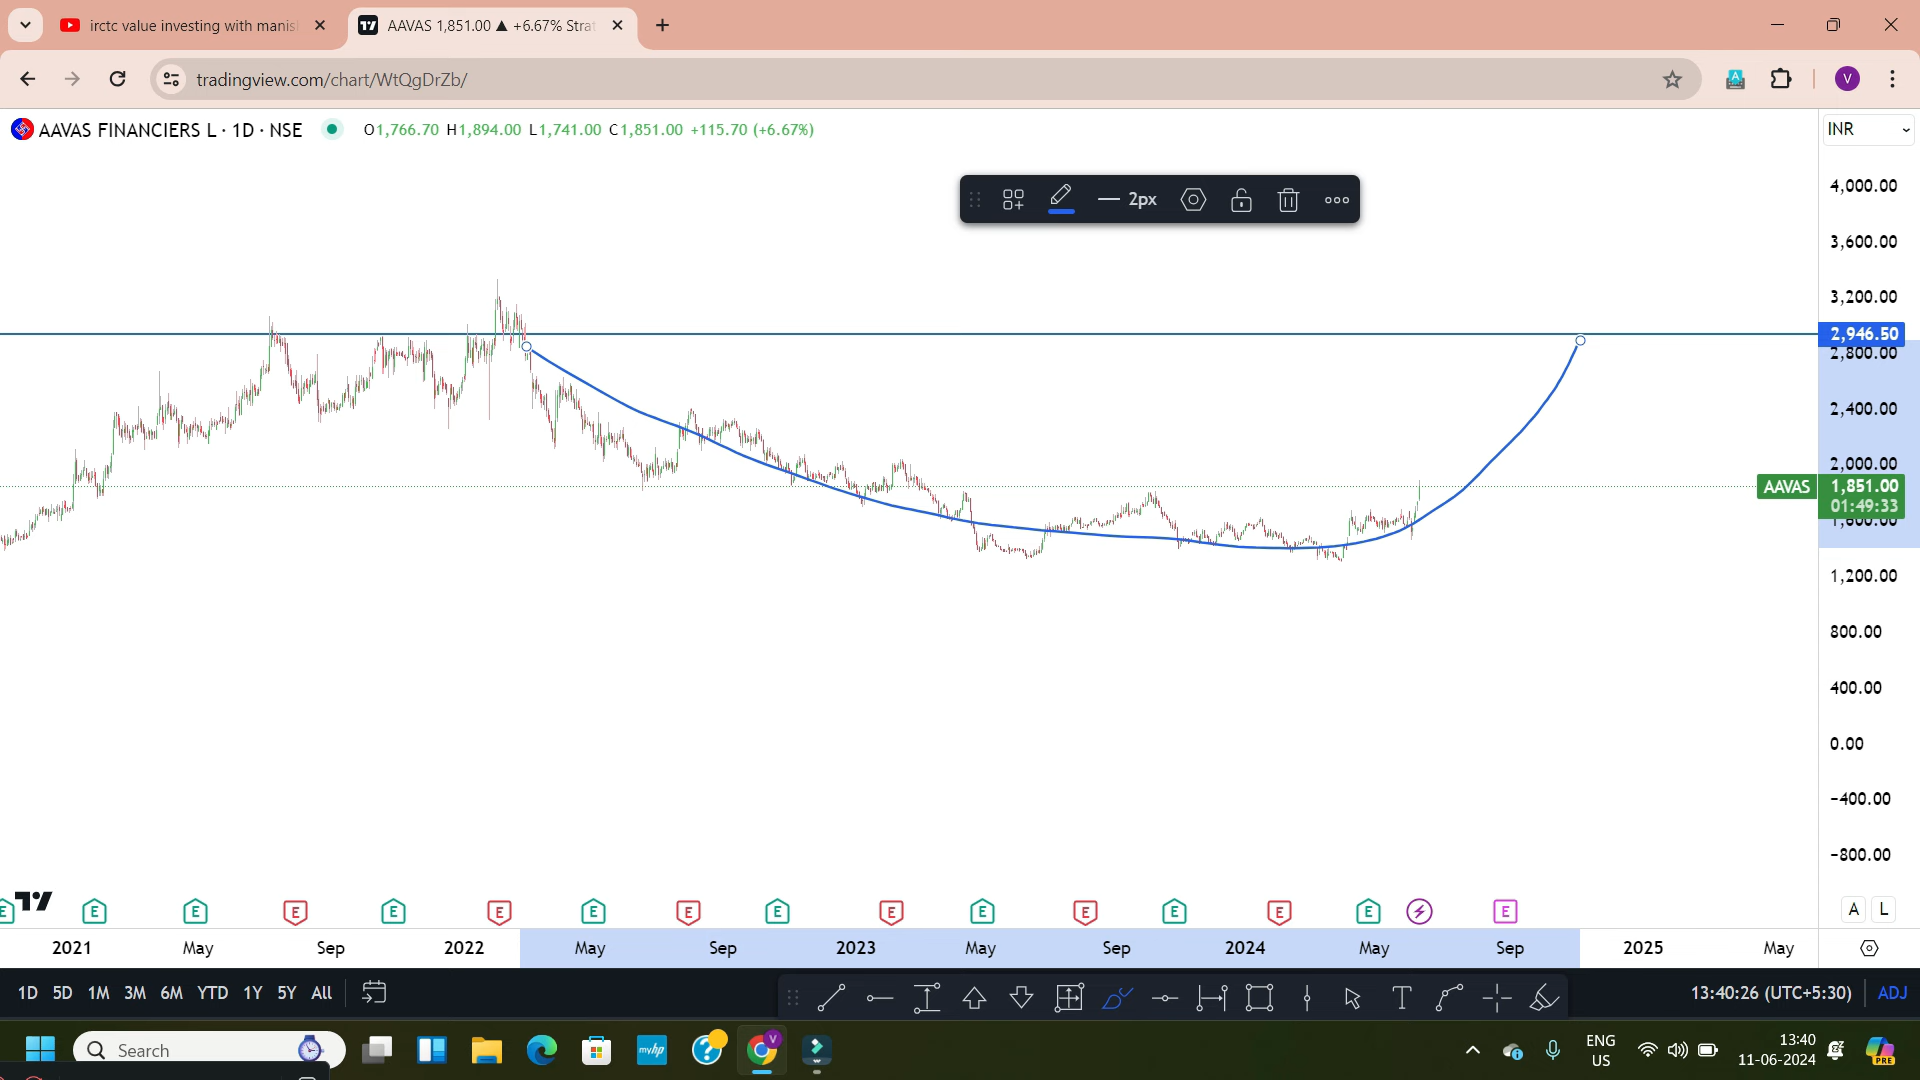 irctc value investing with manis
AAVAS 1,851.00 ▲ +6.67% Strat
tradingview.com/chart/WtQgDrZb/
V
AAVAS FINANCIERS L · 1D · NSE
O1,766.70 H1,894.00 L1,741.00 C1,851.00 +115.70 (+6.67%)
INR
2px
4,000.00
3,600.00
3,200.00
2,946.50
2,800.00
2,400.00
2,000.00
AAVAS 1,851.00
01:49:33
1,600.00
1,200.00
800.00
400.00
0.00
-400.00
-800.00
E E E E E E E E E E E E E E E E
A L
2021 May Sep 2022 May Sep 2023 May Sep 2024 May Sep 2025 May
1D 5D 1M 3M 6M YTD 1Y 5Y All
T
13:40:26 (UTC+5:30) ADJ
Search
myhp
?
V
ENG
US
13:40
11-06-2024
PRE